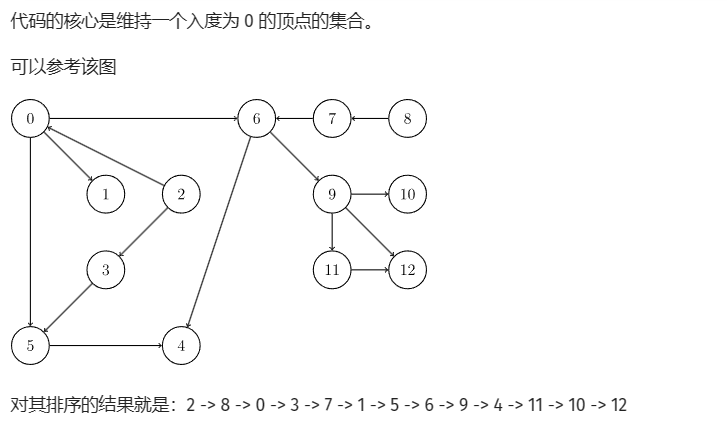 代码的核心是维持一个入度为 0 的顶点的集合。
可以参考该图
0 6 7 8
1 2 9 10
3 11 12
5 4
对其排序的结果就是：2 -> 8 -> 0 -> 3 -> 7 -> 1 -> 5 -> 6 -> 9 -> 4 -> 11 -> 10 -> 12